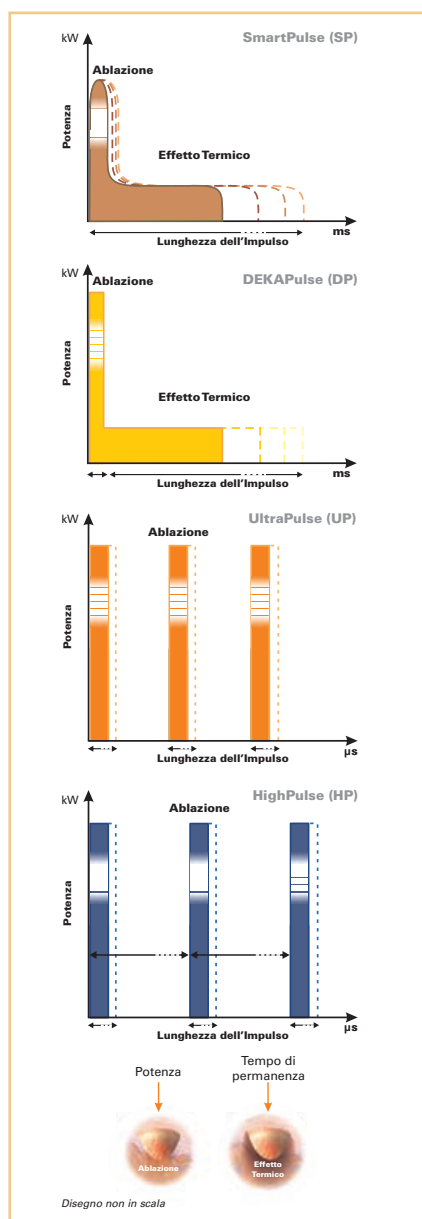 kW
SmartPulse (SP)
Ablazione
Potenza
Effetto Termico
ms
Lunghezza dell'Impulso
kW
DEKAPulse (DP)
Ablazione
Potenza
Effetto Termico
Lunghezza dell'Impulso
ms
kW
UltraPulse (UP)
Ablazione
Potenza
µs
Lunghezza dell'Impulso
kW
HighPulse (HP)
Ablazione
Potenza
µs
Lunghezza dell'Impulso
Potenza
Tempo di
permanenza
Ablazione
Effetto
Termico
Disegno non in scala